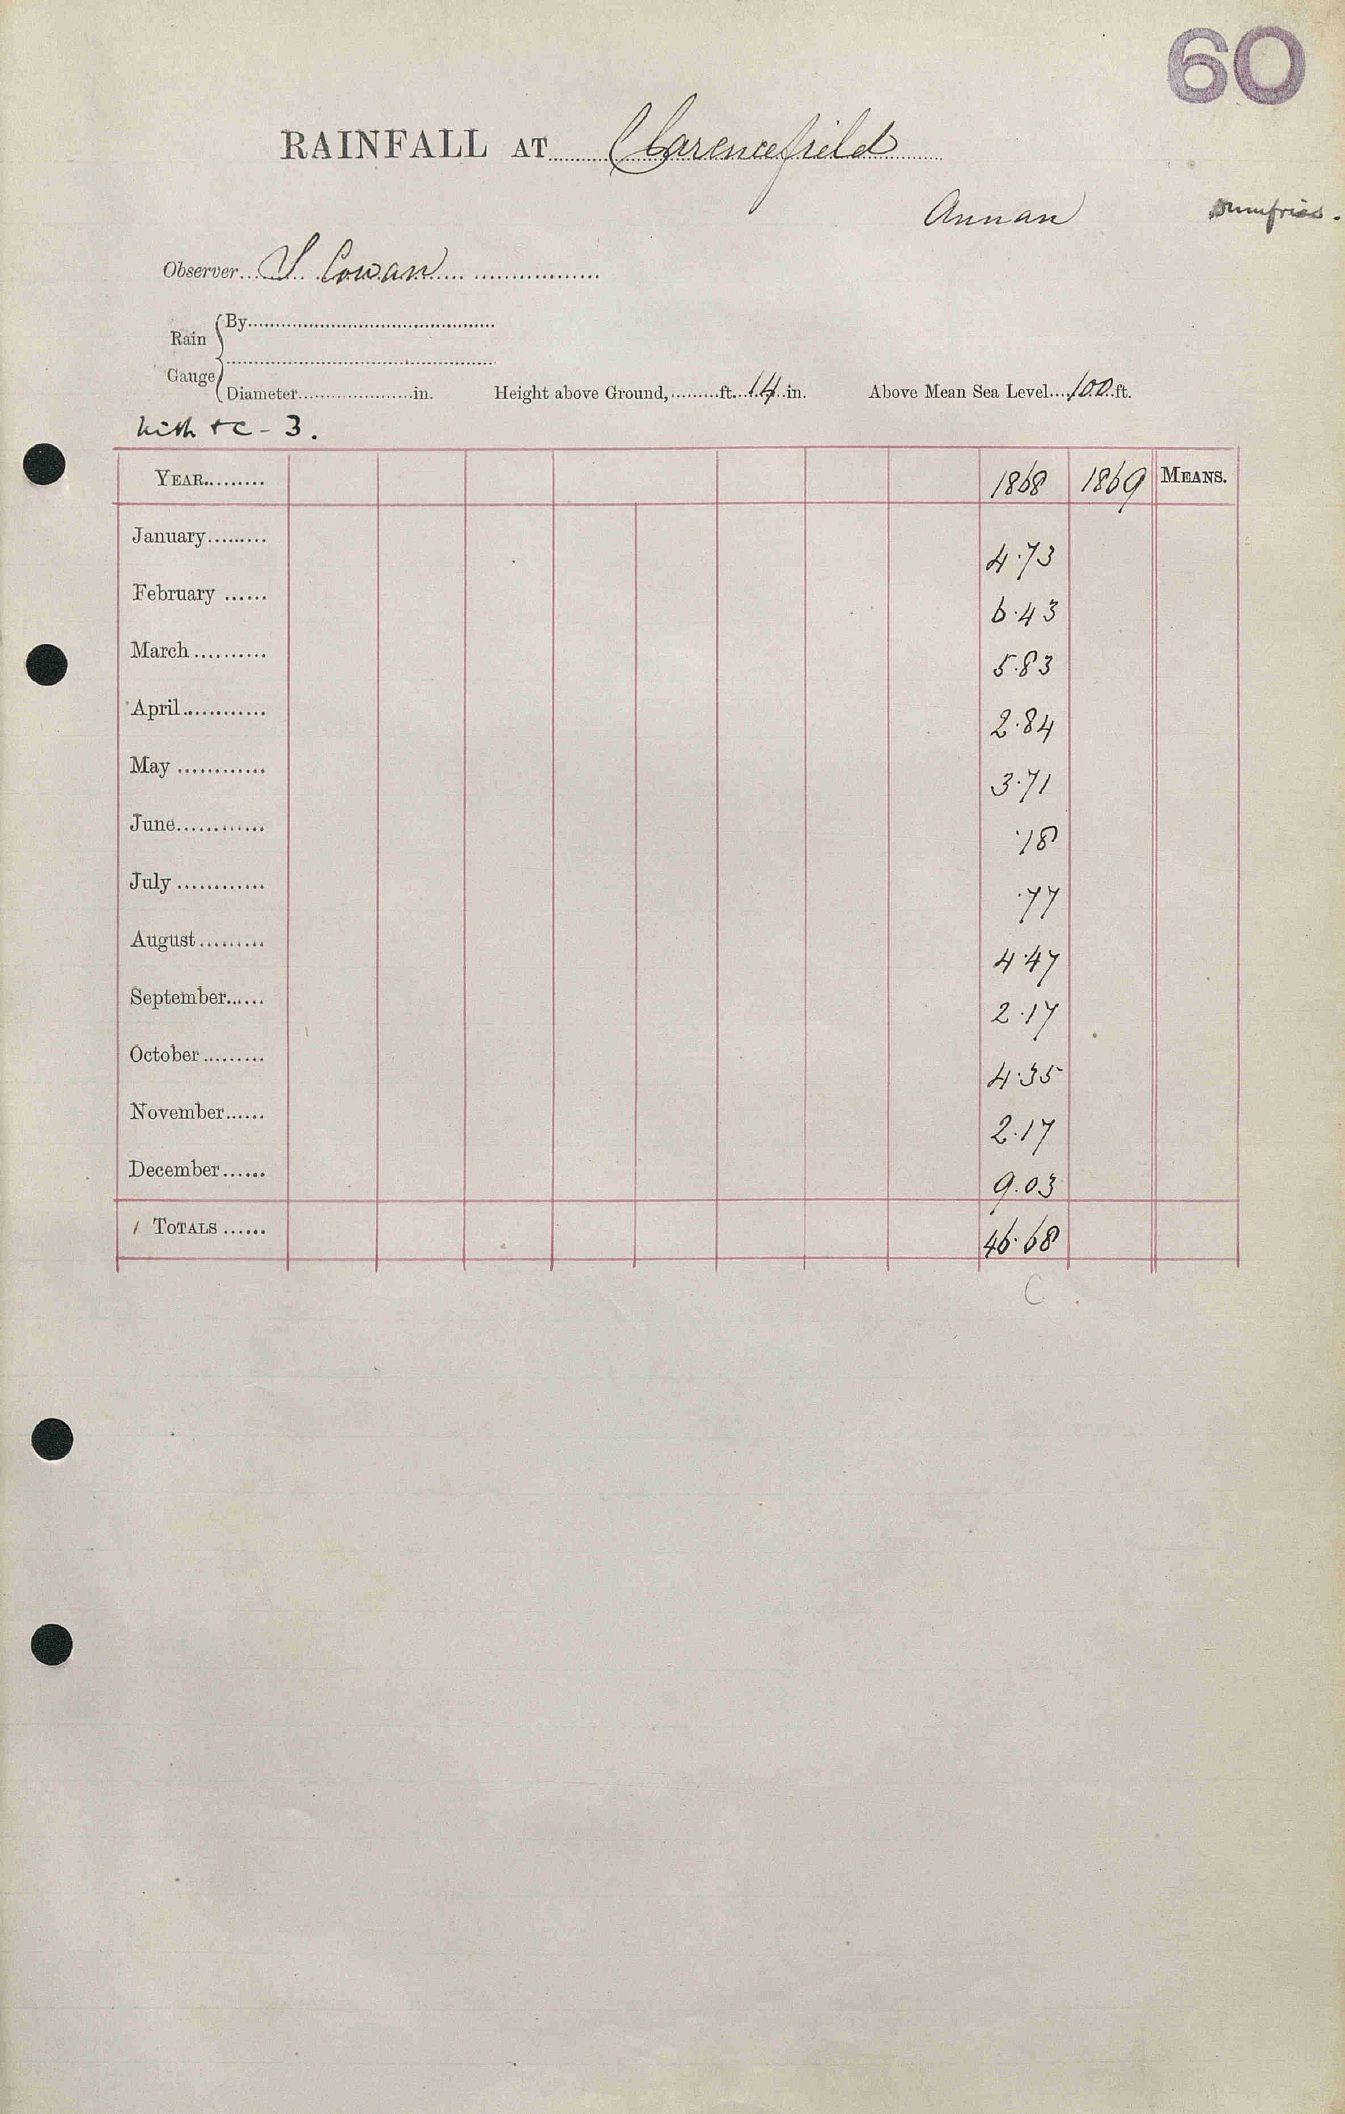 60
RAINFALL AT Clarencefield
Annan Dumfries.
Observer S Cowan
Rain Gauge { By
Diameter in. Height above Ground, ft. 14 in. Above Mean Sea Level 100 ft.
- 3.
YEAR 1868 1869 MEANS.
January 4.73
February 6.43
March 5.83
April 2.84
May 3.71
June .18
July .77
August 4.47
September 2.17
October 4.35
November 2.17
December 9.03
TOTALS 46.68
C